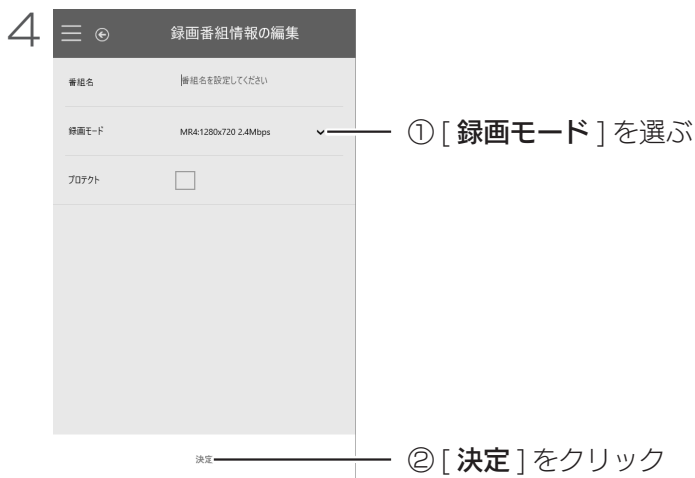 4
録画番組情報の編集
番組名 番組名を設定してください
録画モード MR4:1280x720 2.4Mbps
① [ 録画モード ] を選ぶ
プロテクト
決定
② [ 決定 ] をクリック